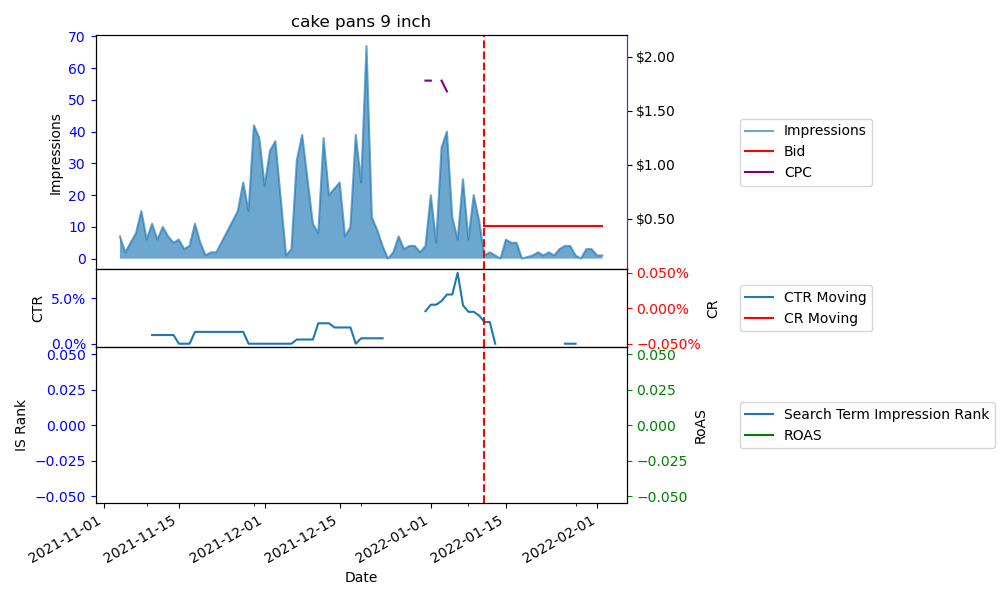 cake pans 9 inch
70
60
50
40
30
20
10
0
Impressions
$2.00
$1.50
$1.00
$0.50
Impressions
Bid
CPC
5.0%
0.0%
CTR
0.050%
0.000%
−0.050%
CR
CTR Moving
CR Moving
0.050
0.025
0.000
−0.025
−0.050
IS Rank
0.050
0.025
0.000
−0.025
−0.050
RoAS
Search Term Impression Rank
ROAS
2021-11-01
2021-11-15
2021-12-01
2021-12-15
2022-01-01
2022-01-15
2022-02-01
Date